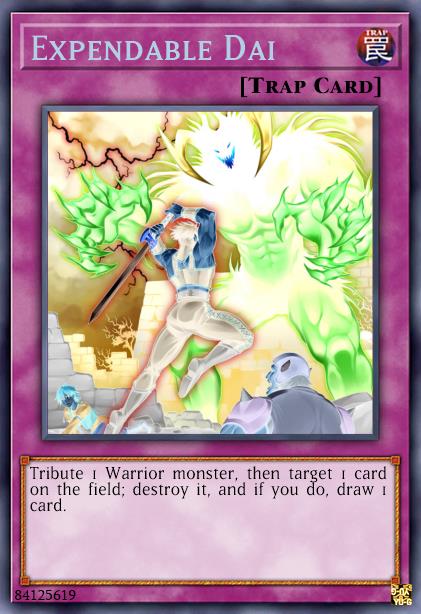 EXPENDABLE DAI
TRAP
罠
[TRAP CARD]
Tribute 1 Warrior monster, then target 1 card
on the field; destroy it, and if you do, draw 1
card.
84125619